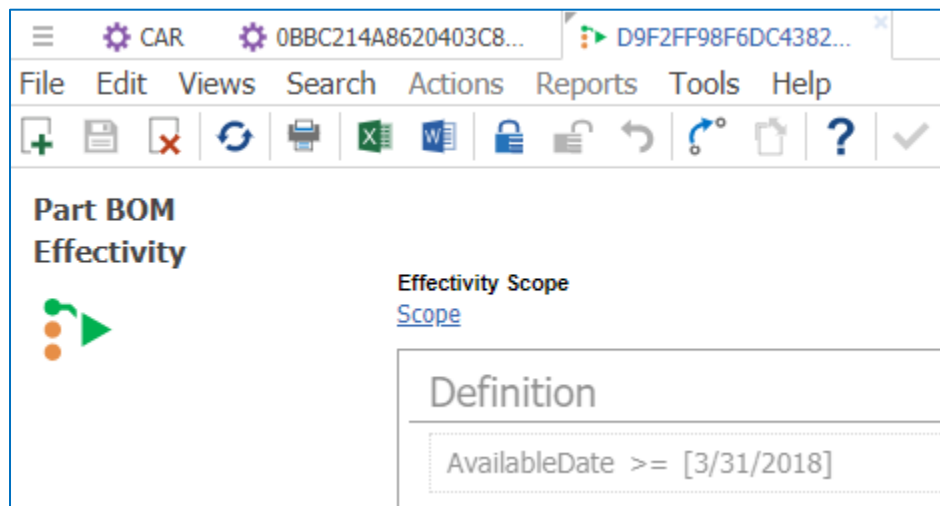 CAR 0BBC214A8620403C8... D9F2FF98F6DC4382...
File Edit Views Search Actions Reports Tools Help
Part BOM
Effectivity
Effectivity Scope
Scope
Definition
AvailableDate >= [3/31/2018]